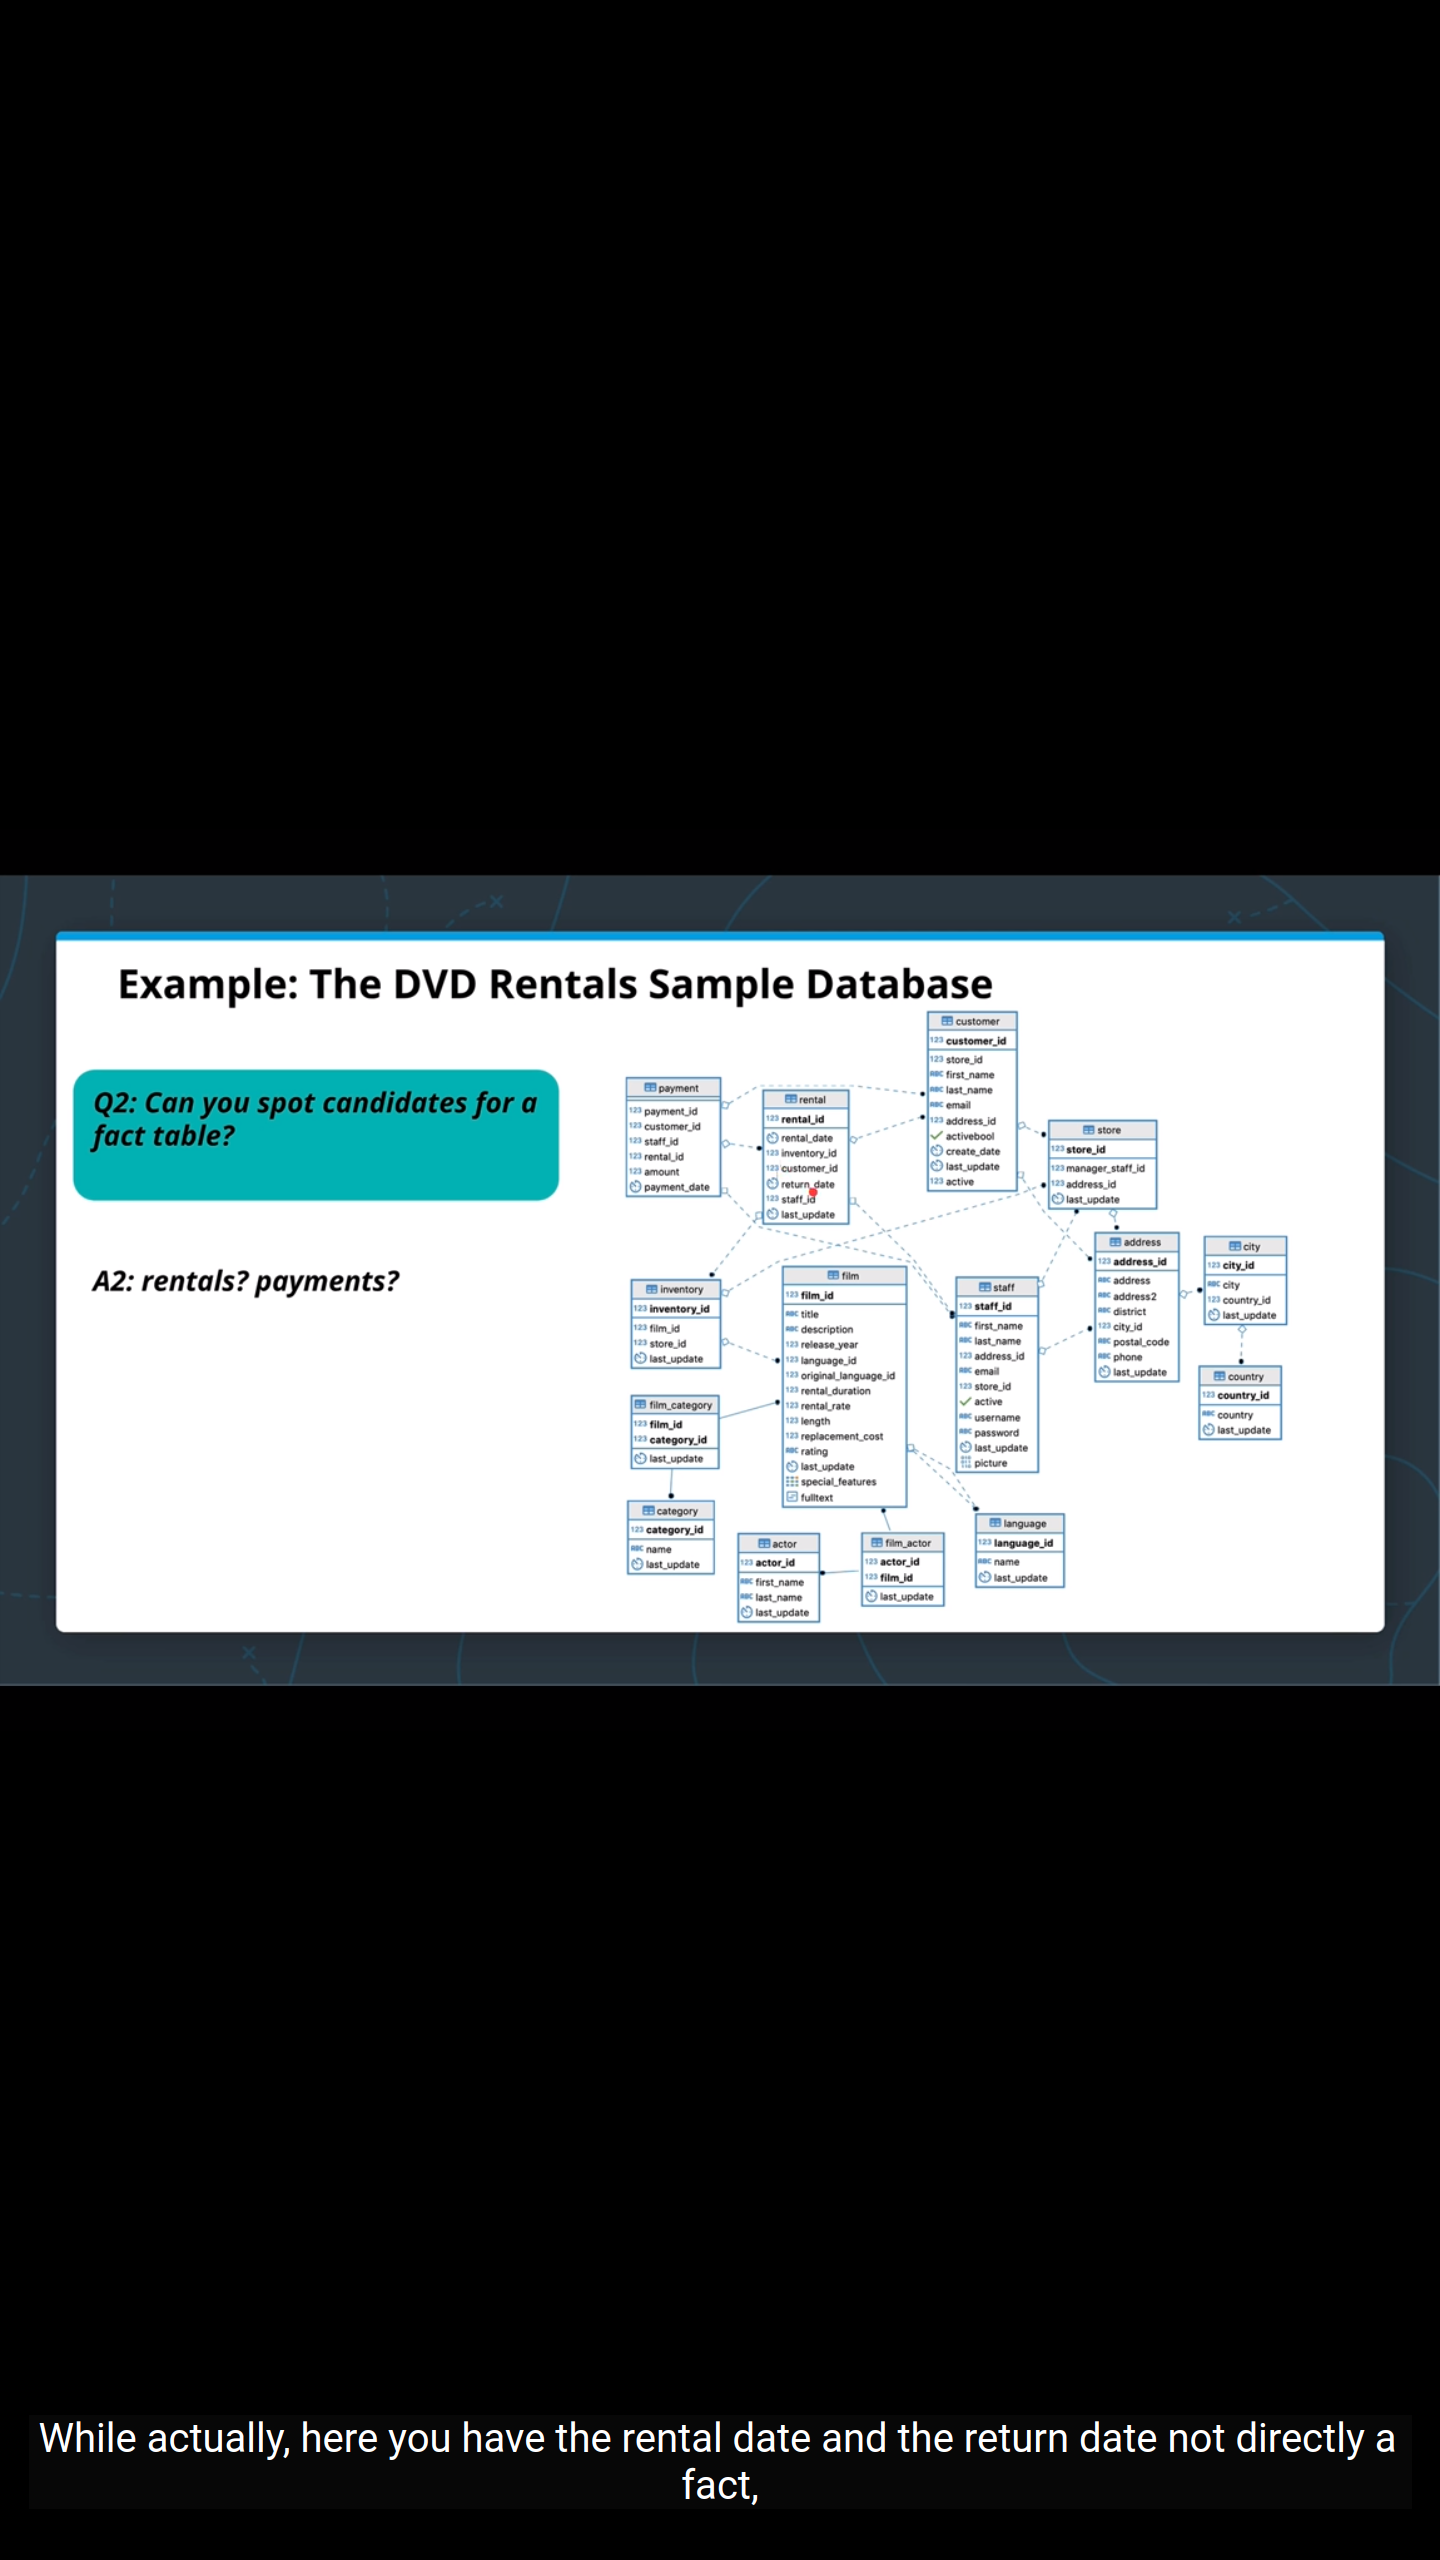 Example: The DVD Rentals Sample Database
Q2: Can you spot candidates for a
fact table?
A2: rentals? payments?
payment
123 payment_id
123 customer_id
123 staff_id
123 rental_id
123 amount
payment_date
rental
123 rental_id
rental_date
123 inventory_id
123 customer_id
return_date
123 staff_id
last_update
customer
123 customer_id
123 store_id
ABC first_name
ABC last_name
ABC email
123 address_id
activebool
create_date
last_update
123 active
store
123 store_id
123 manager_staff_id
123 address_id
last_update
address
123 address_id
ABC address
ABC address2
ABC district
123 city_id
ABC postal_code
ABC phone
last_update
city
123 city_id
ABC city
123 country_id
last_update
country
123 country_id
ABC country
last_update
inventory
123 inventory_id
123 film_id
123 store_id
last_update
film
123 film_id
ABC title
ABC description
123 release_year
123 language_id
123 original_language_id
123 rental_duration
123 rental_rate
123 length
123 replacement_cost
ABC rating
last_update
special_features
fulltext
staff
123 staff_id
ABC first_name
ABC last_name
123 address_id
ABC email
123 store_id
active
ABC username
ABC password
last_update
picture
film_category
123 film_id
123 category_id
last_update
category
123 category_id
ABC name
last_update
actor
123 actor_id
ABC first_name
ABC last_name
last_update
film_actor
123 actor_id
123 film_id
last_update
language
123 language_id
ABC name
last_update
While actually, here you have the rental date and the return date not directly a
fact,